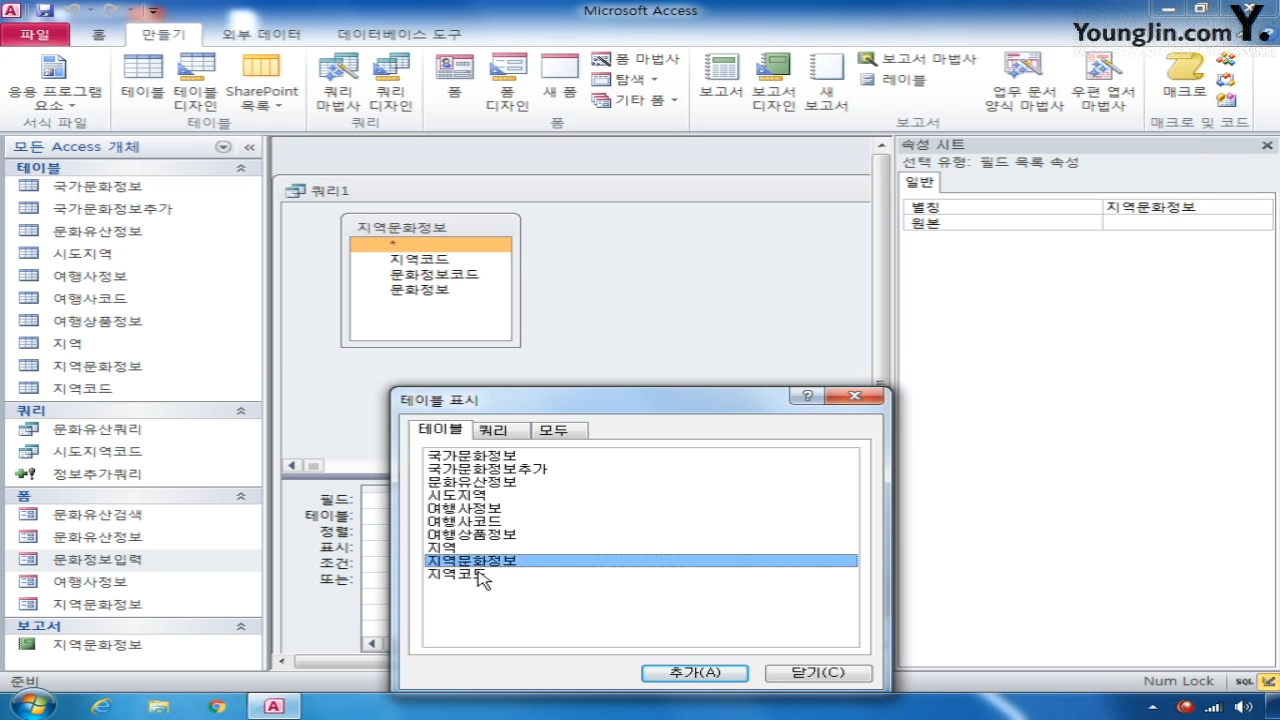 Microsoft Access
YoungJin.com Y.
파일 홈 만들기 외부 데이터 데이터베이스 도구
응용 프로그램 요소
테이블
테이블 디자인
SharePoint 목록
쿼리 마법사
쿼리 디자인
폼
폼 디자인
새 폼
폼 마법사
탐색
기타 폼
보고서
보고서 디자인
새 보고서
보고서 마법사
레이블
업무 문서 양식 마법사
우편 엽서 마법사
매크로
서식 파일 테이블 쿼리 폼 보고서 매크로 및 코드
모든 Access 개체
테이블
국가문화정보
국가문화정보추가
문화유산정보
시도지역
여행사정보
여행사코드
여행상품정보
지역
지역문화정보
지역코드
쿼리
문화유산쿼리
시도지역코드
정보추가쿼리
폼
문화유산검색
문화유산정보
문화정보입력
여행사정보
지역문화정보
보고서
지역문화정보
쿼리1
지역문화정보
*
지역코드
문화정보코드
문화정보
필드:
테이블:
정렬:
표시:
조건:
또는:
테이블 표시
테이블 쿼리 모두
국가문화정보
국가문화정보추가
문화유산정보
시도지역
여행사정보
여행사코드
여행상품정보
지역
지역문화정보
지역코드
추가(A) 닫기(C)
속성 시트
선택 유형: 필드 목록 속성
일반
별칭 지역문화정보
원본
준비
Num Lock
SQL